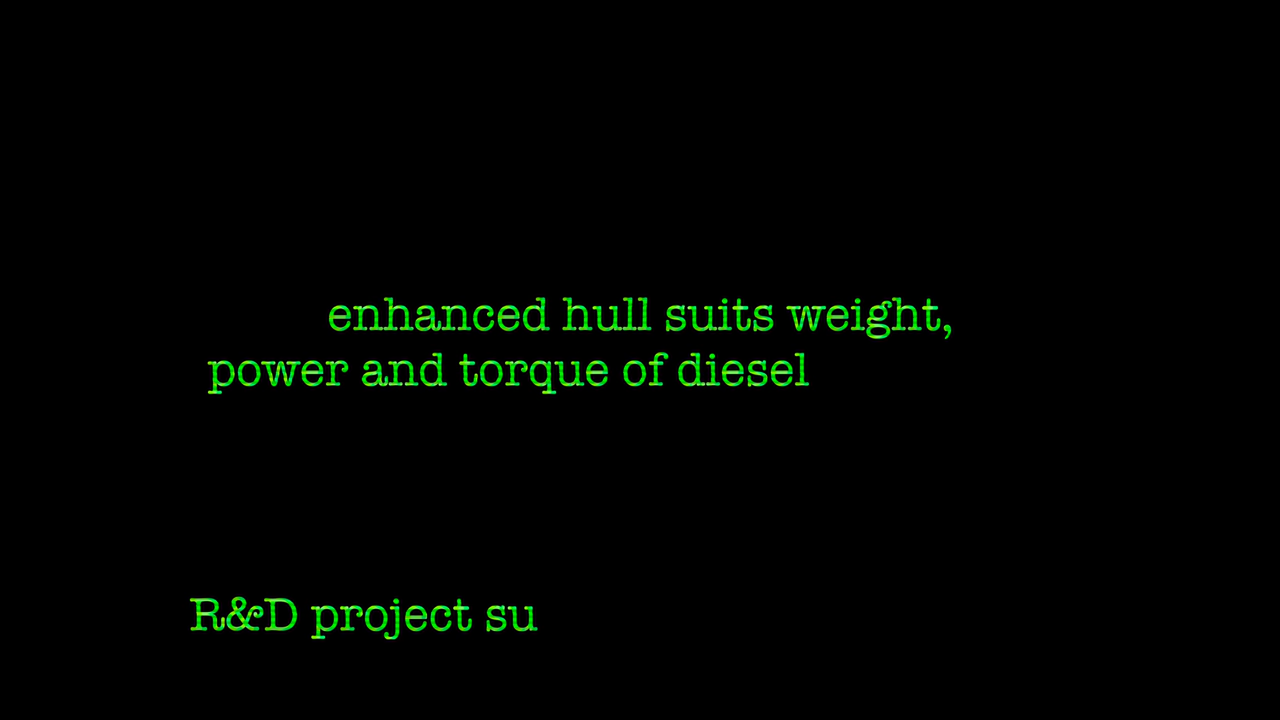 enhanced hull suits weight,
power and torque of diesel
R&D project su